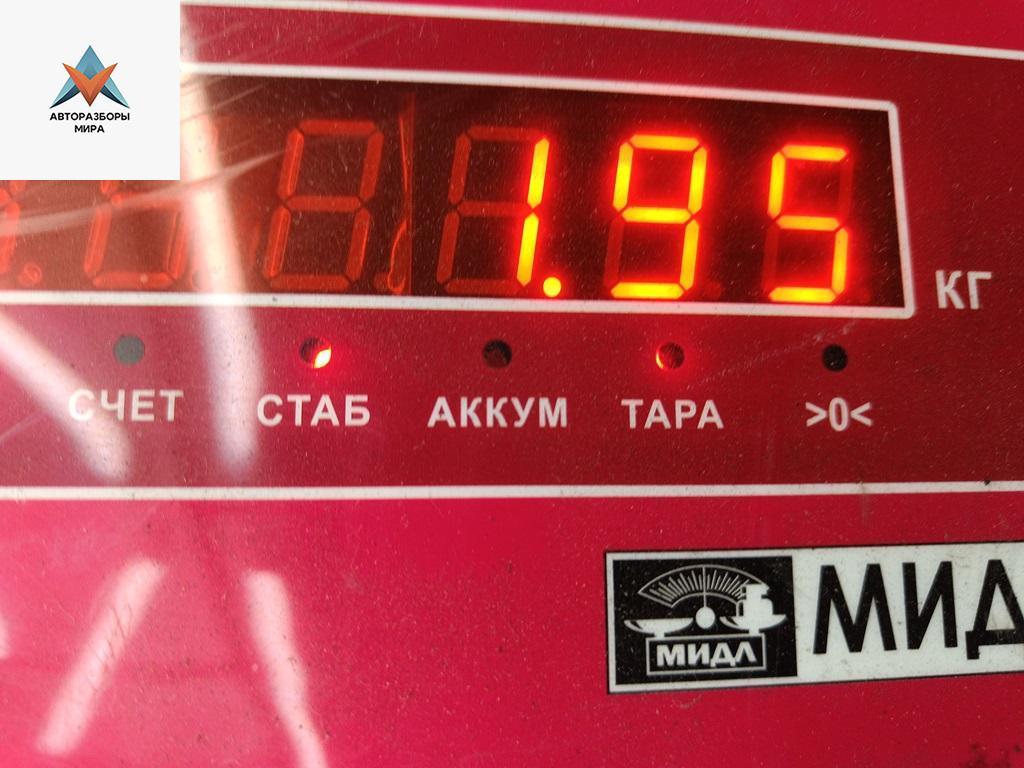 АВТОРАЗБОРЫ
МИРА
1.95
КГ
СЧЕТ СТАБ АККУМ ТАРА >0<
МИДЛ
МИД